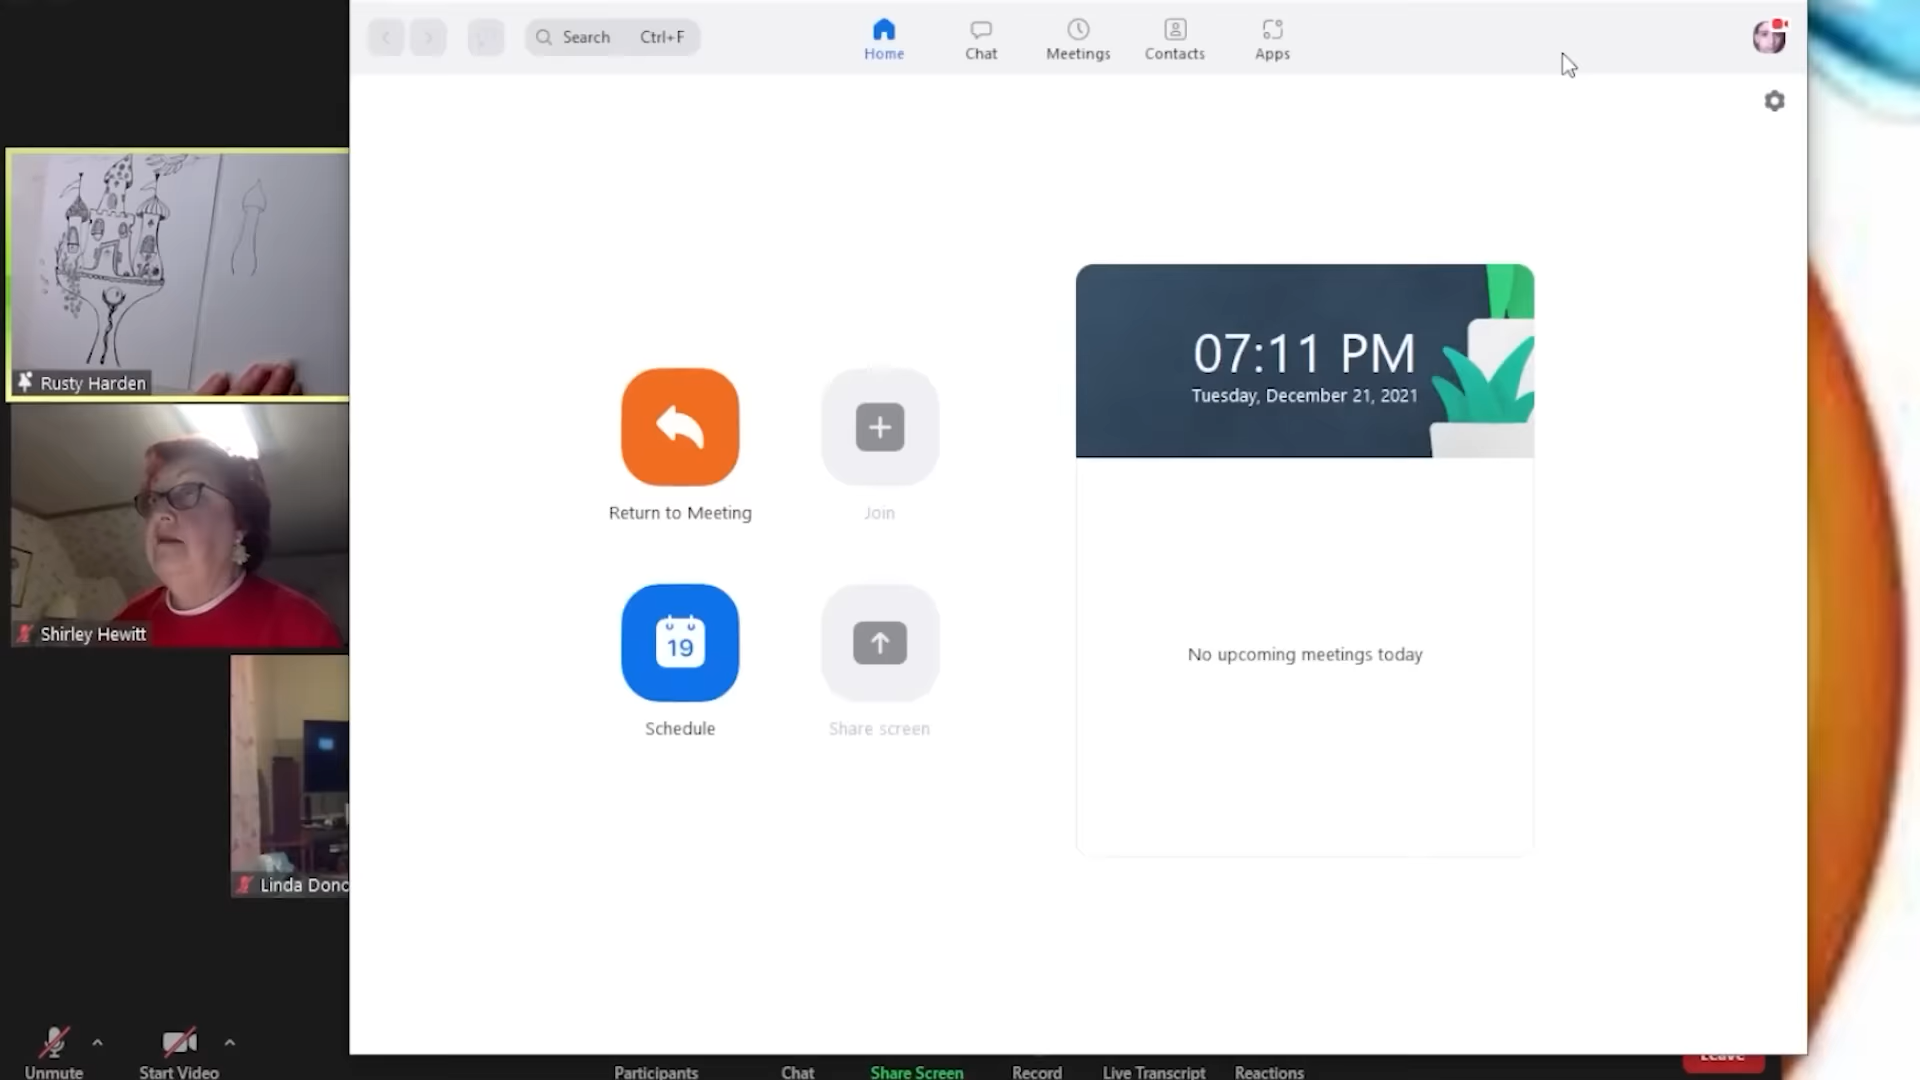 Search Ctrl+F
Home
Chat
Meetings
Contacts
Apps
Rusty Harden
Shirley Hewitt
Linda Dono
Return to Meeting
Join
19
Schedule
Share screen
07:11 PM
Tuesday, December 21, 2021
No upcoming meetings today
Unmute
Start Video
Participants
Chat
Share Screen
Record
Live Transcript
Reactions
Leave